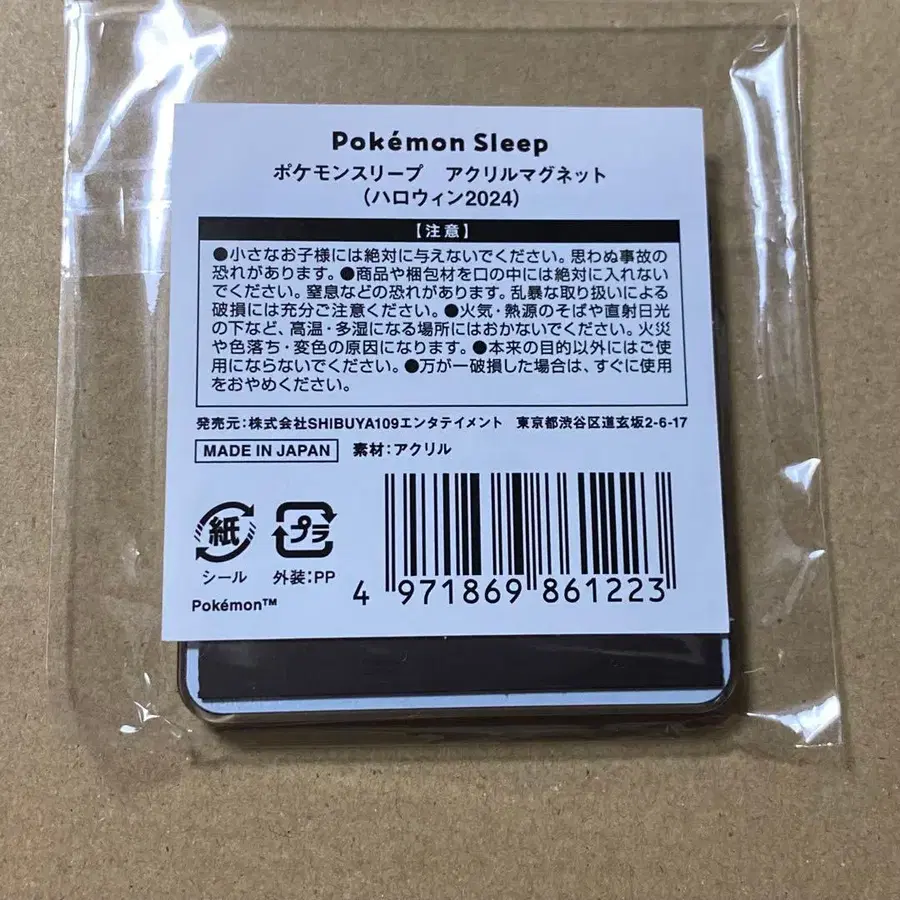 Pokémon Sleep
ポケモンスリープ　アクリルマグネット
（ハロウィン2024）
【注意】
●小さなお子様には絶対に与えないでください。思わぬ事故の
恐れがあります。●商品や梱包材を口の中には絶対に入れない
でください。窒息などの恐れがあります。乱暴な取り扱いによる
破損には充分ご注意ください。●火気・熱源のそばや直射日光
の下など、高温・多湿になる場所にはおかないでください。火災
や色落ち・変色の原因になります。●本来の目的以外にはご使
用にならないでください。●万が一破損した場合は、すぐに使用
をおやめください。
発売元：株式会社SHIBUYA109エンタテイメント　東京都渋谷区道玄坂2-6-17
MADE IN JAPAN　素材：アクリル
紙　プラ
シール　外装：PP
Pokémon™
4 971869 861223